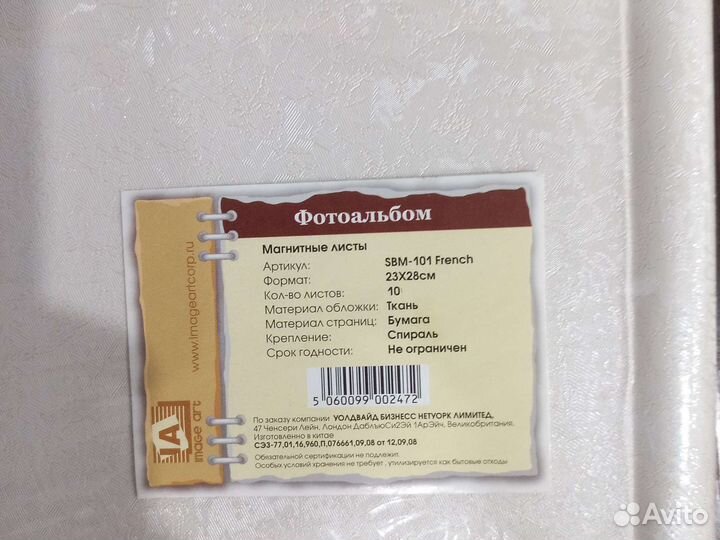 Фотоальбом
Магнитные листы
Артикул: SBM-101 French
Формат: 23X28см
Кол-во листов: 10
Материал обложки: Ткань
Материал страниц: Бумага
Крепление: Спираль
Срок годности: Не ограничен
5 060099 002472
По заказу компании УОЛДВАЙД БИЗНЕСС НЕТУОРК ЛИМИТЕД,
47 Ченсери Лейн. Лондон ДаблъюСи2Эй 1АрЭйч, Великобритания.
Изготовленно в китае
СЭЗ-77,01,16,960,П,076661,09,08 от 12,09,08
Обязательной сертификации не подлежит.
Особых условий хранения не требует , утилизируется как бытовые отходы
www.imageartcorp.ru
IA
image art
Avito